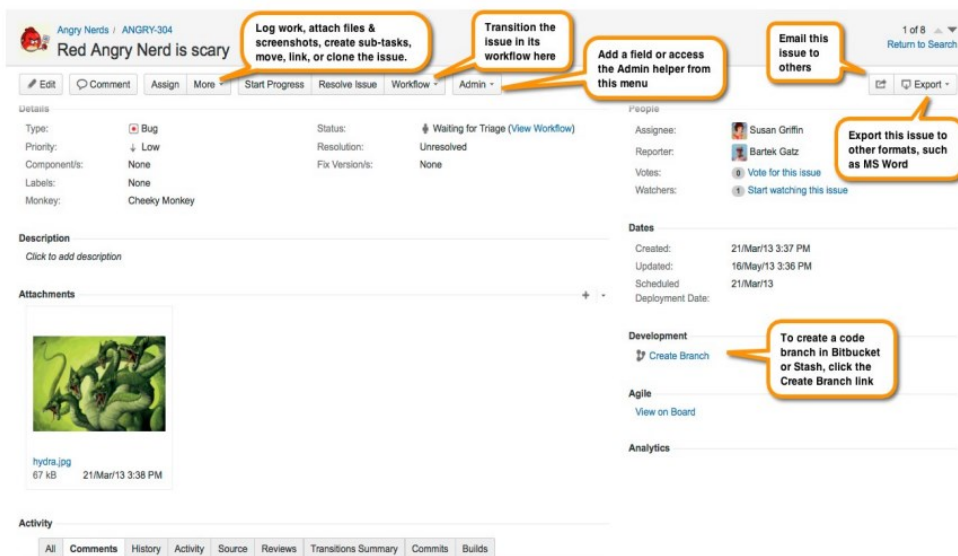 Angry Nerds / ANGRY-304
Red Angry Nerd is scary
Log work, attach files &
screenshots, create sub-tasks,
move, link, or clone the issue.
Transition the
issue in its
workflow here
Add a field or access
the Admin helper from
this menu
Email this
issue to
others
1 of 8
Return to Search
Edit
Comment
Assign
More
Start Progress
Resolve Issue
Workflow
Admin
Export
Export this issue to
other formats, such
as MS Word
Details
Type: Bug
Priority: Low
Component/s: None
Labels: None
Monkey: Cheeky Monkey
Status: Waiting for Triage (View Workflow)
Resolution: Unresolved
Fix Version/s: None
People
Assignee: Susan Griffin
Reporter: Bartek Gatz
Votes: 0 Vote for this issue
Watchers: 1 Start watching this issue
Description
Click to add description
Dates
Created: 21/Mar/13 3:37 PM
Updated: 16/May/13 3:36 PM
Scheduled 21/Mar/13
Deployment Date:
Attachments
hydra.jpg
67 kB 21/Mar/13 3:38 PM
Development
Create Branch
To create a code
branch in Bitbucket
or Stash, click the
Create Branch link
Agile
View on Board
Analytics
Activity
All Comments History Activity Source Reviews Transitions Summary Commits Builds